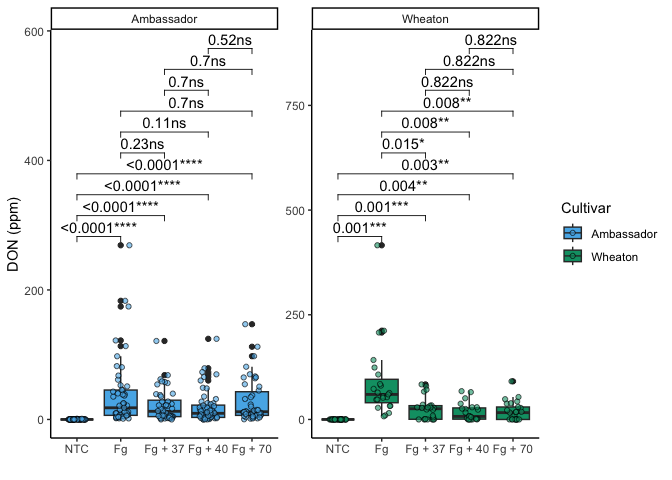 Ambassador
Wheaton
DON (ppm)
600
400
200
0
0.52ns
0.7ns
0.7ns
0.7ns
0.11ns
0.23ns
<0.0001****
<0.0001****
<0.0001****
<0.0001****
NTC Fg Fg + 37 Fg + 40 Fg + 70
750
500
250
0
0.822ns
0.822ns
0.822ns
0.008**
0.008**
0.015*
0.003**
0.004**
0.001***
0.001***
NTC Fg Fg + 37 Fg + 40 Fg + 70
Cultivar
Ambassador
Wheaton